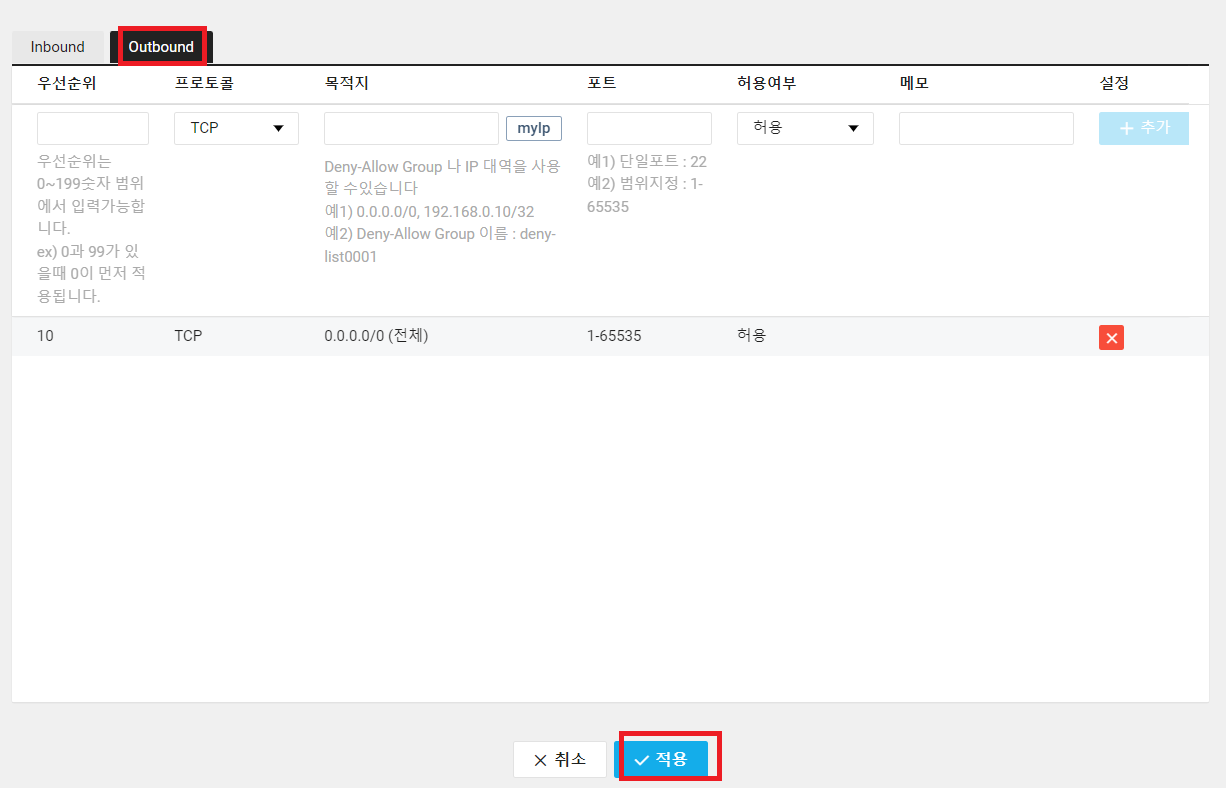 Inbound
Outbound
우선순위 프로토콜 목적지 포트 허용여부 메모 설정
TCP myIp 허용 추가
우선순위는
0~199숫자 범위
에서 입력가능합
니다.
ex) 0과 99가 있
을때 0이 먼저 적
용됩니다.
Deny-Allow Group 나 IP 대역을 사용
할 수있습니다
예1) 0.0.0.0/0, 192.168.0.10/32
예2) Deny-Allow Group 이름 : deny-
list0001
예1) 단일포트 : 22
예2) 범위지정 : 1-
65535
10 TCP 0.0.0.0/0 (전체) 1-65535 허용
취소 적용